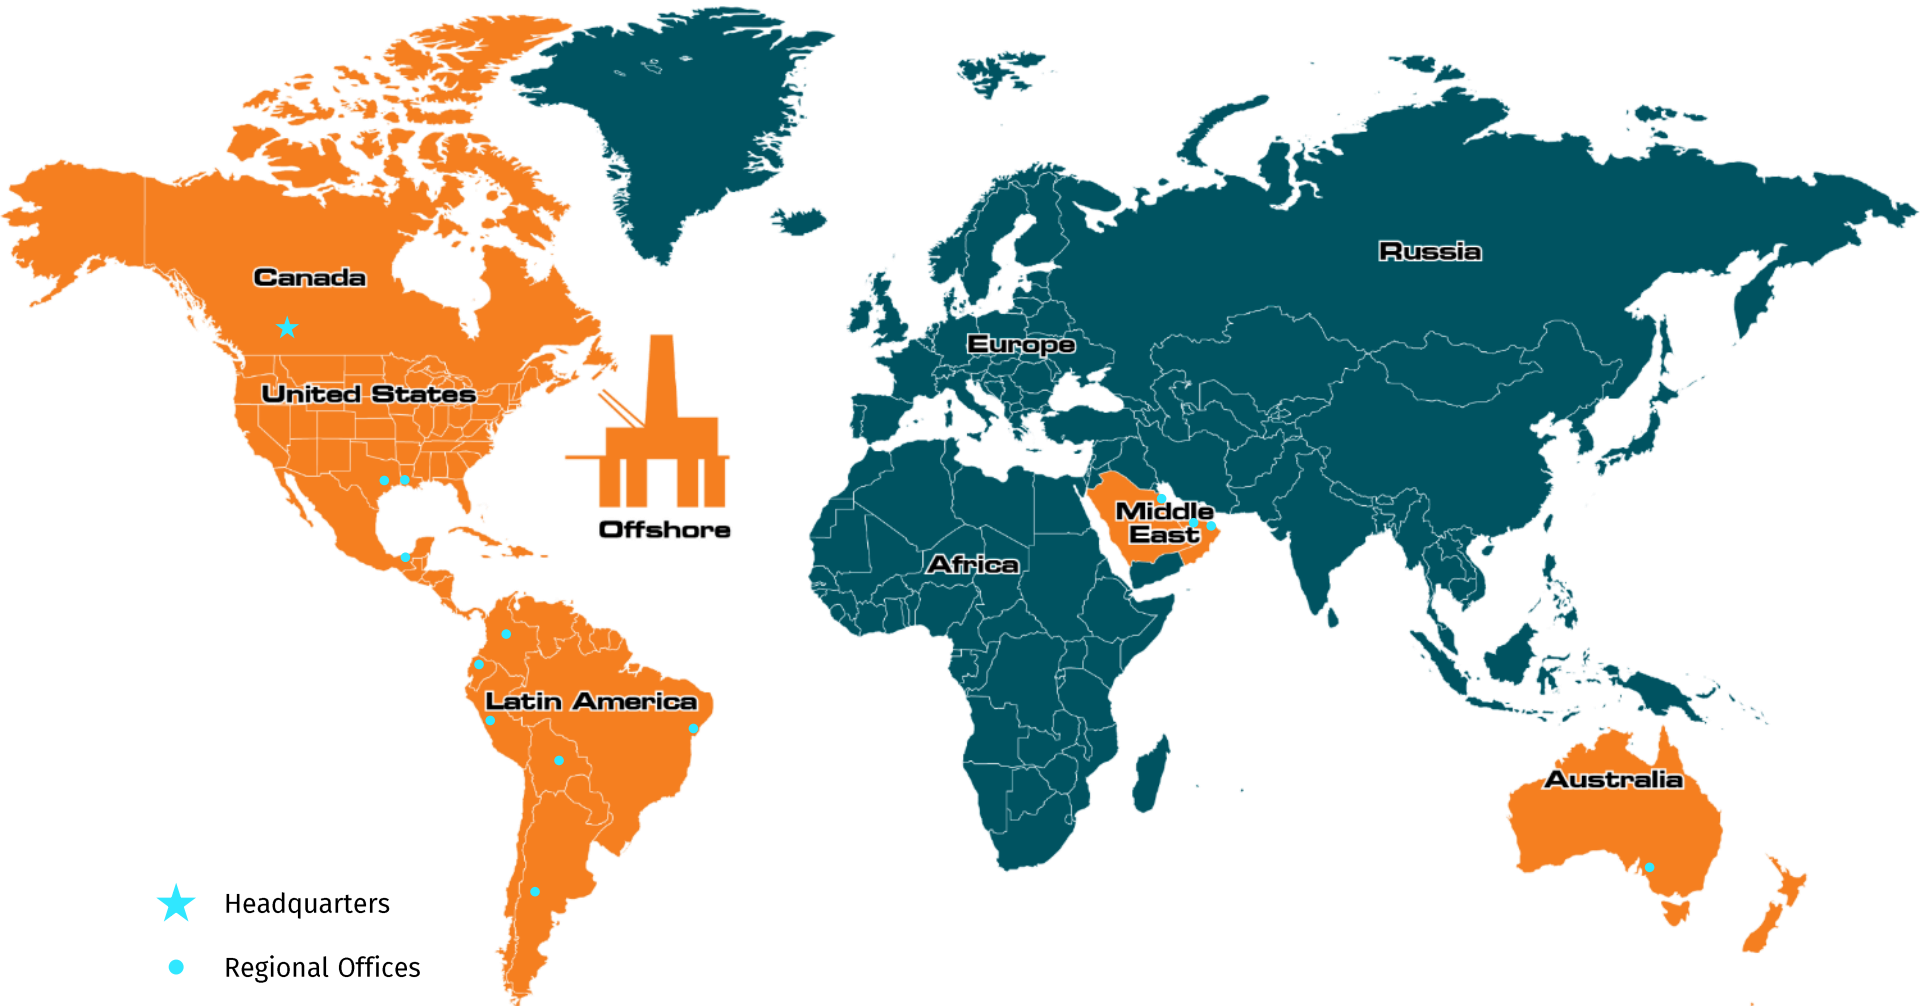 Canada
United States
Offshore
Latin America
Europe
Russia
Africa
Middle
East
Australia
Headquarters
Regional Offices